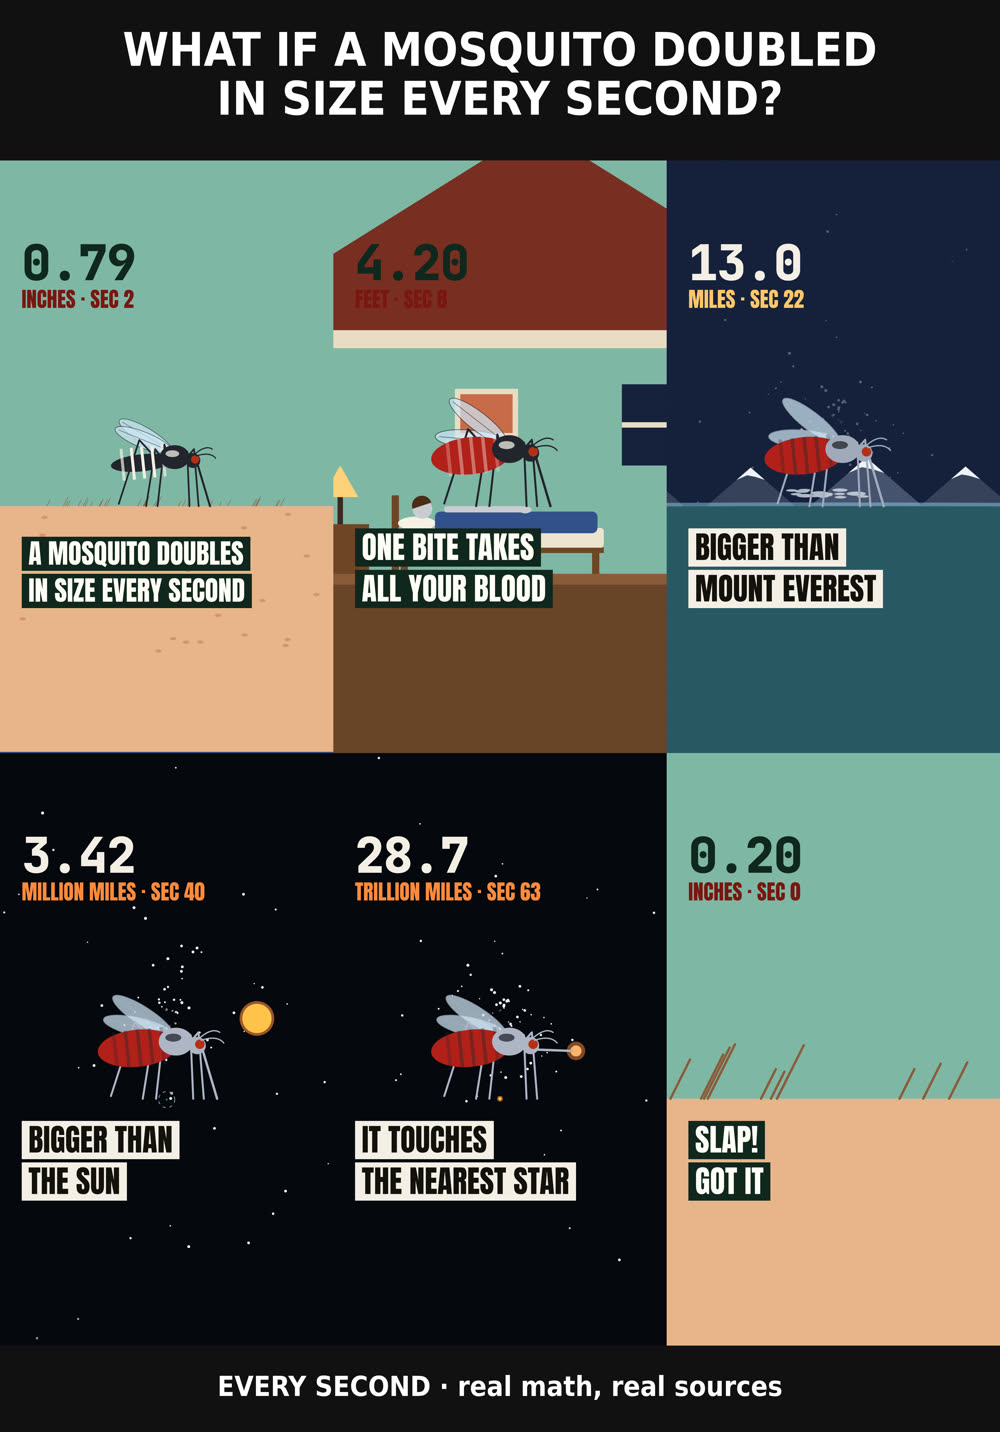 WHAT IF A MOSQUITO DOUBLED
IN SIZE EVERY SECOND?
0.79
INCHES · SEC 2
A MOSQUITO DOUBLES
IN SIZE EVERY SECOND
4.20
FEET · SEC 8
ONE BITE TAKES
ALL YOUR BLOOD
13.0
MILES · SEC 22
BIGGER THAN
MOUNT EVEREST
3.42
MILLION MILES · SEC 40
BIGGER THAN
THE SUN
28.7
TRILLION MILES · SEC 63
IT TOUCHES
THE NEAREST STAR
0.20
INCHES · SEC 0
SLAP!
GOT IT
EVERY SECOND · real math, real sources